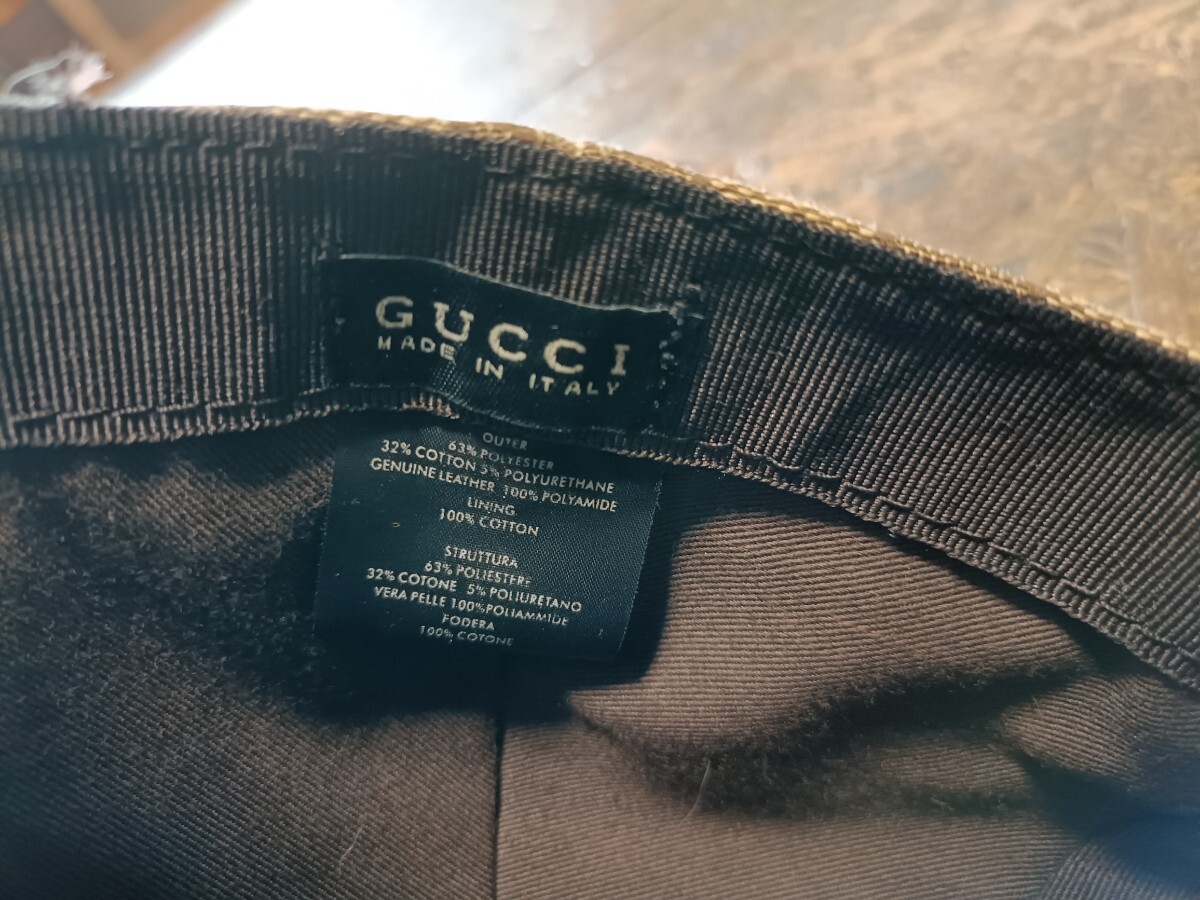 GUCCI
MADE IN ITALY
OUTER
63% POLYESTER
32% COTTON 5% POLYURETHANE
GENUINE LEATHER 100% POLYAMIDE
LINING
100% COTTON
STRUTTURA
63% POLIESTERE
32% COTONE 5% POLIURETANO
VERA PELLE 100% POLIAMMIDE
FODERA
100% COTONE